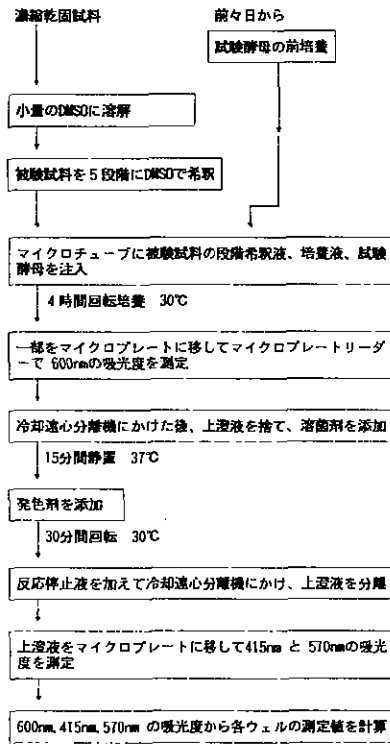 濃縮乾固試料
前々日から
試験酵母の前培養
小量のDMSOに溶解
被験試料を5段階にDMSOで希釈
マイクロチューブに被験試料の段階希釈液、培養液、試験
酵母を注入
4時間回転培養 30℃
一部をマイクロプレートに移してマイクロプレートリーダ
ーで 600nmの吸光度を測定
冷却遠心分離機にかけた後、上澄液を捨て、溶菌剤を添加
15分間静置 37℃
発色剤を添加
30分間回転 30℃
反応停止液を加えて冷却遠心分離機にかけ、上澄液を分離
上澄液をマイクロプレートに移して415nm と 570nmの吸光
度を測定
600nm,415nm,570nm の吸光度から各ウェルの測定値を計算